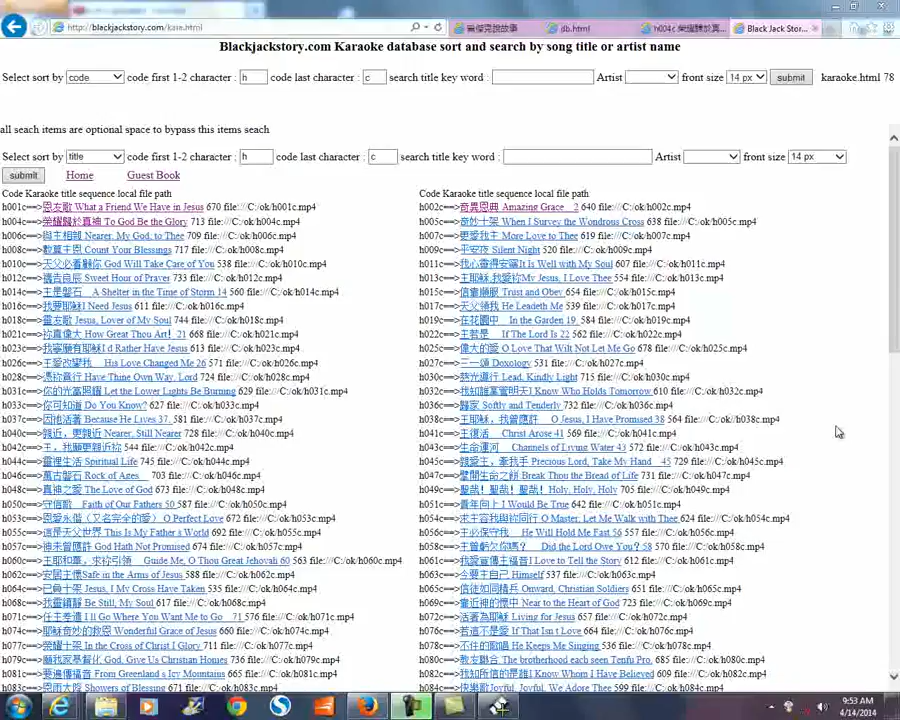 http://blackjackstory.com/kase.html
db.html
Black Jack Stor...
Blackjackstory.com Karaoke database sort and search by song title or artist name
Select sort by code code first 1-2 character : h code last character : c search title key word : Artist front size 14 px submit karaoke.html 78
all seach items are optional space to bypass this items seach
Select sort by title code first 1-2 character : h code last character : c search title key word : Artist front size 14 px
submit Home Guest Book
Code Karaoke title sequence local file path Code Karaoke title sequence local file path
h001c==>恩友歌 What a Friend We Have in Jesus 670 file:///C:/ok/h001c.mp4 h002c==>奇異恩典 Amazing Grace 2 640 file:///C:/ok/h002c.mp4
h004c==>榮耀歸於真神 To God Be the Glory 713 file:///C:/ok/h004c.mp4 h005c==>奇妙十架 When I Survey the Wondrous Cross 638 file:///C:/ok/h005c.mp4
h006c==>與主相親 Nearer, My God, to Thee 709 file:///C:/ok/h006c.mp4 h007c==>更愛我主 More Love to Thee 619 file:///C:/ok/h007c.mp4
h008c==>數算主恩 Count Your Blessings 717 file:///C:/ok/h008c.mp4 h009c==>平安夜 Silent Night 520 file:///C:/ok/h009c.mp4
h010c==>天父必看顧你 God Will Take Care of You 538 file:///C:/ok/h010c.mp4 h011c==>我心靈得安寧It Is Well with My Soul 607 file:///C:/ok/h011c.mp4
h012c==>禱告良辰 Sweet Hour of Prayer 733 file:///C:/ok/h012c.mp4 h013c==>主耶穌,我愛祢My Jesus, I Love Thee 554 file:///C:/ok/h013c.mp4
h014c==>主是磐石 A Shelter in the Time of Storm 14 560 file:///C:/ok/h014c.mp4 h015c==>信靠順服 Trust and Obey 654 file:///C:/ok/h015c.mp4
h016c==>我要耶穌I Need Jesus 611 file:///C:/ok/h016c.mp4 h017c==>天父領我 He Leadeth Me 539 file:///C:/ok/h017c.mp4
h018c==>靈友歌 Jesus, Lover of My Soul 744 file:///C:/ok/h018c.mp4 h019c==>在花園中 In the Garden 19 584 file:///C:/ok/h019c.mp4
h021c==>祢真偉大 How Great Thou Art! 21 668 file:///C:/ok/h021c.mp4 h022c==>主若是 If The Lord Is 22 562 file:///C:/ok/h022c.mp4
h023c==>我寧願有耶穌I'd Rather Have Jesus 613 file:///C:/ok/h023c.mp4 h025c==>偉大的愛 O Love That Wilt Not Let Me Go 678 file:///C:/ok/h025c.mp4
h026c==>主愛改變我 His Love Changed Me 26 571 file:///C:/ok/h026c.mp4 h027c==>三一頌 Doxology 531 file:///C:/ok/h027c.mp4
h028c==>憑祢意行 Have Thine Own Way, Lord 724 file:///C:/ok/h028c.mp4 h030c==>慈光導行 Lead, Kindly Light 715 file:///C:/ok/h030c.mp4
h031c==>你的光當照耀 Let the Lower Lights Be Burning 629 file:///C:/ok/h031c.mp4 h032c==>我知誰掌管明天I Know Who Holds Tomorrow 610 file:///C:/ok/h032c.mp4
h033c==>你可知道 Do You Know? 627 file:///C:/ok/h033c.mp4 h036c==>歸家 Softly and Tenderly 732 file:///C:/ok/h036c.mp4
h037c==>因祂活著 Because He Lives 37 581 file:///C:/ok/h037c.mp4 h038c==>主耶穌，我曾應許 O Jesus, I Have Promised 38 564 file:///C:/ok/h038c.mp4
h040c==>親近，更親近 Nearer, Still Nearer 728 file:///C:/ok/h040c.mp4 h041c==>主復活 Christ Arose 41 569 file:///C:/ok/h041c.mp4
h042c==>主，我願更親近祢 544 file:///C:/ok/h042c.mp4 h043c==>生命運河 Channels of Living Water 43 572 file:///C:/ok/h043c.mp4
h044c==>靈裡生活 Spiritual Life 745 file:///C:/ok/h044c.mp4 h045c==>親愛主，牽我手 Precious Lord, Take My Hand 45 729 file:///C:/ok/h045c.mp4
h046c==>萬古磐石 Rock of Ages 703 file:///C:/ok/h046c.mp4 h047c==>擘開生命之餅 Break Thou the Bread of Life 731 file:///C:/ok/h047c.mp4
h048c==>真神之愛 The Love of God 673 file:///C:/ok/h048c.mp4 h049c==>聖哉！聖哉！聖哉！ Holy, Holy, Holy 705 file:///C:/ok/h049c.mp4
h050c==>守信歌 Faith of Our Fathers 50 587 file:///C:/ok/h050c.mp4 h051c==>青年向上 I Would Be True 642 file:///C:/ok/h051c.mp4
h053c==>恩愛永偕（又名完全的愛） O Perfect Love 672 file:///C:/ok/h053c.mp4 h054c==>求主容我與祢同行 O Master, Let Me Walk with Thee 624 file:///C:/ok/h054c.mp4
h055c==>這是天父世界 This Is My Father's World 692 file:///C:/ok/h055c.mp4 h056c==>主必保守我 He Will Hold Me Fast 56 557 file:///C:/ok/h056c.mp4
h057c==>神未曾應許 God Hath Not Promised 674 file:///C:/ok/h057c.mp4 h058c==>主曾虧欠你嗎？ Did the Lord Owe You? 58 570 file:///C:/ok/h058c.mp4
h060c==>主耶和華，求祢引領 Guide Me, O Thou Great Jehovah 60 563 file:///C:/ok/h060c.mp4 h061c==>我愛宣傳主福音I Love to Tell the Story 612 file:///C:/ok/h061c.mp4
h062c==>安居主懷Safe in the Arms of Jesus 588 file:///C:/ok/h062c.mp4 h063c==>今要主自己 Himself 537 file:///C:/ok/h063c.mp4
h064c==>已負十架 Jesus, I My Cross Have Taken 535 file:///C:/ok/h064c.mp4 h065c==>信徒如同精兵 Onward, Christian Soldiers 651 file:///C:/ok/h065c.mp4
h068c==>我靈鎮靜 Be Still, My Soul 617 file:///C:/ok/h068c.mp4 h069c==>靠近神的懷中 Near to the Heart of God 723 file:///C:/ok/h069c.mp4
h071c==>任主差遣 I'll Go Where You Want Me to Go 71 576 file:///C:/ok/h071c.mp4 h072c==>活著為耶穌 Living for Jesus 657 file:///C:/ok/h072c.mp4
h074c==>耶穌奇妙的救恩 Wonderful Grace of Jesus 660 file:///C:/ok/h074c.mp4 h076c==>若這不是愛 If That Isn't Love 664 file:///C:/ok/h076c.mp4
h077c==>榮耀十架 In the Cross of Christ I Glory 711 file:///C:/ok/h077c.mp4 h078c==>不住的歌唱 He Keeps Me Singing 536 file:///C:/ok/h078c.mp4
h079c==>願我家基督化 God, Give Us Christian Homes 736 file:///C:/ok/h079c.mp4 h080c==>教友聯合 The brotherhood each seen Tenfu Pro. 685 file:///C:/ok/h080c.mp4
h081c==>要遍傳福音 From Greenland's Icy Mountains 665 file:///C:/ok/h081c.mp4 h082c==>我知所信的是誰I Know Whom I Have Believed 609 file:///C:/ok/h082c.mp4
h083c==>恩雨大降 Showers of Blessing 671 file:///C:/ok/h083c.mp4 h084c==>快樂歌Joyful, Joyful, We Adore Thee 599 file:///C:/ok/h084c.mp4
9:53 AM
4/14/2014